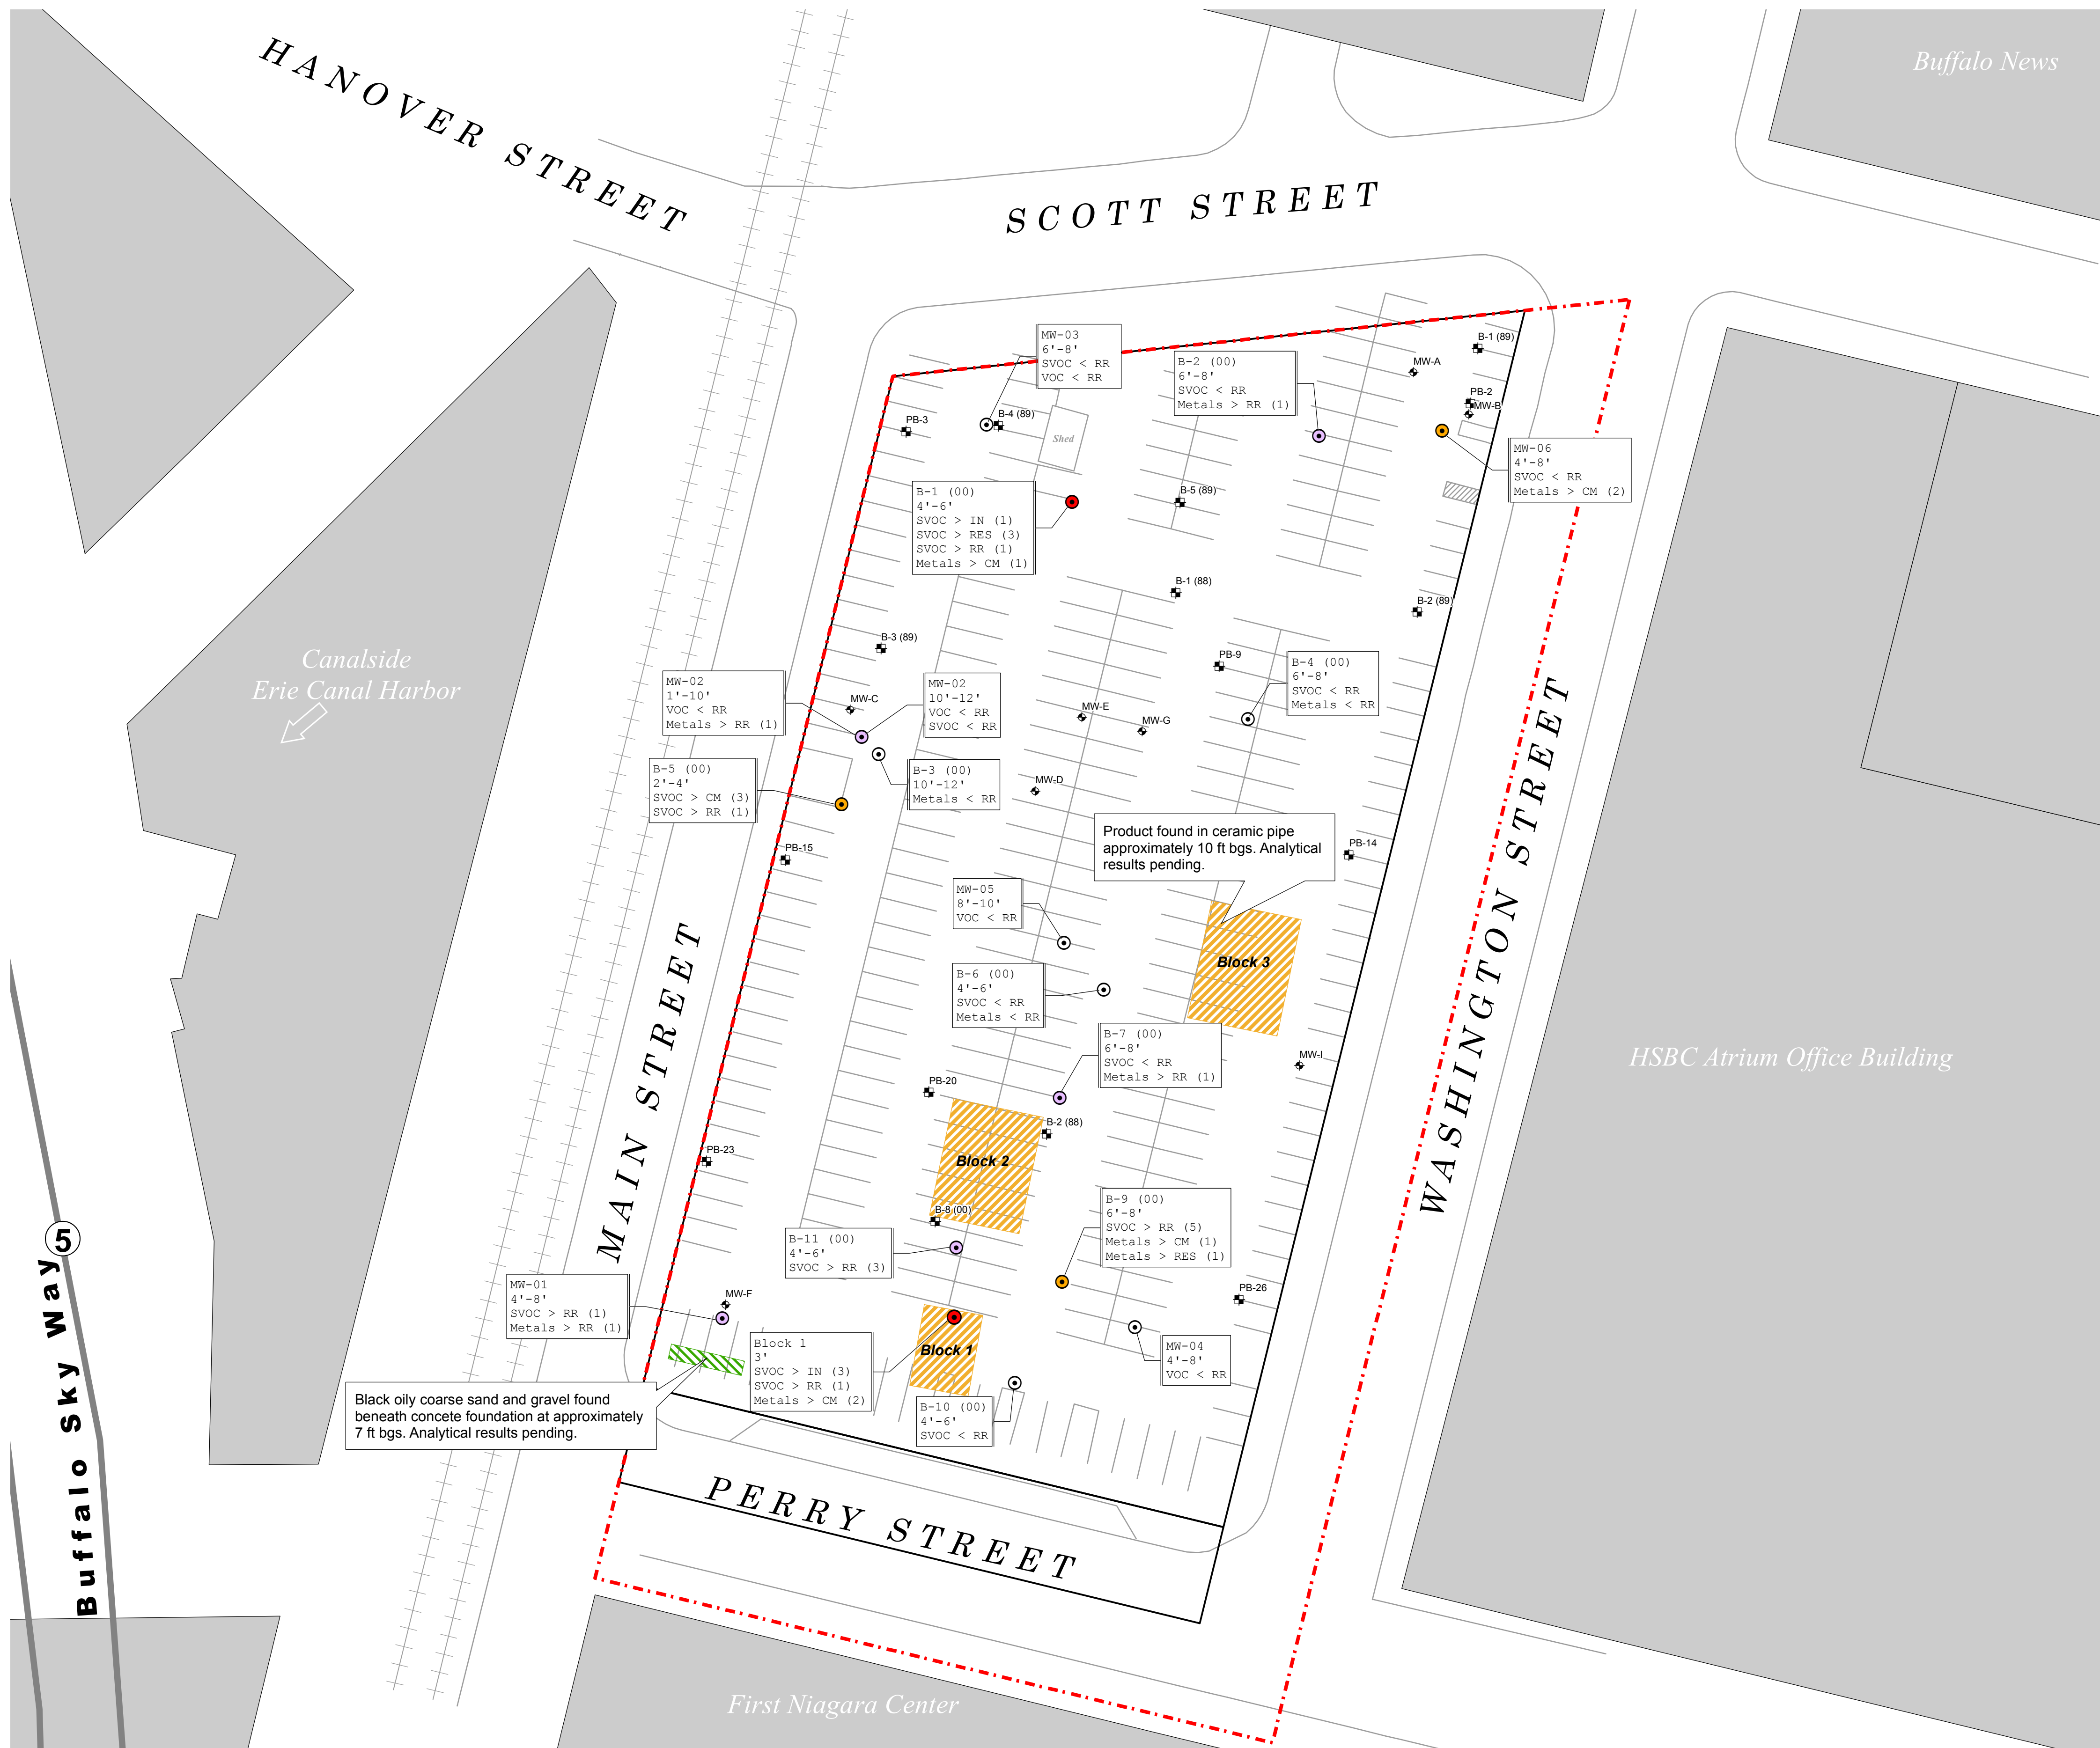 HANOVER STREET
Buffalo News
SCOTT STREET
MW-03
6'-8'
SVOC < RR
VOC < RR
B-2 (00)
6'-8'
SVOC < RR
Metals > RR (1)
B-1 (89)
MW-A
PB-2
MW-B
PB-3
B-4 (89)
Shed
MW-06
4'-8'
SVOC < RR
Metals > CM (2)
B-1 (00)
4'-6'
SVOC > IN (1)
SVOC > RES (3)
SVOC > RR (1)
Metals > CM (1)
B-5 (89)
B-1 (88)
B-2 (89)
B-3 (89)
Canalside
Erie Canal Harbor
PB-9
B-4 (00)
6'-8'
SVOC < RR
Metals < RR
MW-02
1'-10'
VOC < RR
Metals > RR (1)
MW-C
MW-02
10'-12'
VOC < RR
SVOC < RR
MW-E
MW-G
B-5 (00)
2'-4'
SVOC > CM (3)
SVOC > RR (1)
B-3 (00)
10'-12'
Metals < RR
MW-D
Product found in ceramic pipe
approximately 10 ft bgs. Analytical
results pending.
PB-15
PB-14
WASHINGTON STREET
MW-05
8'-10'
VOC < RR
Block 3
B-6 (00)
4'-6'
SVOC < RR
Metals < RR
MAIN STREET
HSBC Atrium Office Building
B-7 (00)
6'-8'
SVOC < RR
Metals > RR (1)
MW-I
PB-20
B-2 (88)
Block 2
PB-23
B-8 (00)
B-9 (00)
6'-8'
SVOC > RR (5)
Metals > CM (1)
Metals > RES (1)
B-11 (00)
4'-6'
SVOC > RR (3)
5
Buffalo Sky Way
MW-01
4'-8'
SVOC > RR (1)
Metals > RR (1)
MW-F
PB-26
Block 1
3'
SVOC > IN (3)
SVOC > RR (1)
Metals > CM (2)
Block 1
MW-04
4'-8'
VOC < RR
Black oily coarse sand and gravel found
beneath concete foundation at approximately
7 ft bgs. Analytical results pending.
B-10 (00)
4'-6'
SVOC < RR
PERRY STREET
First Niagara Center